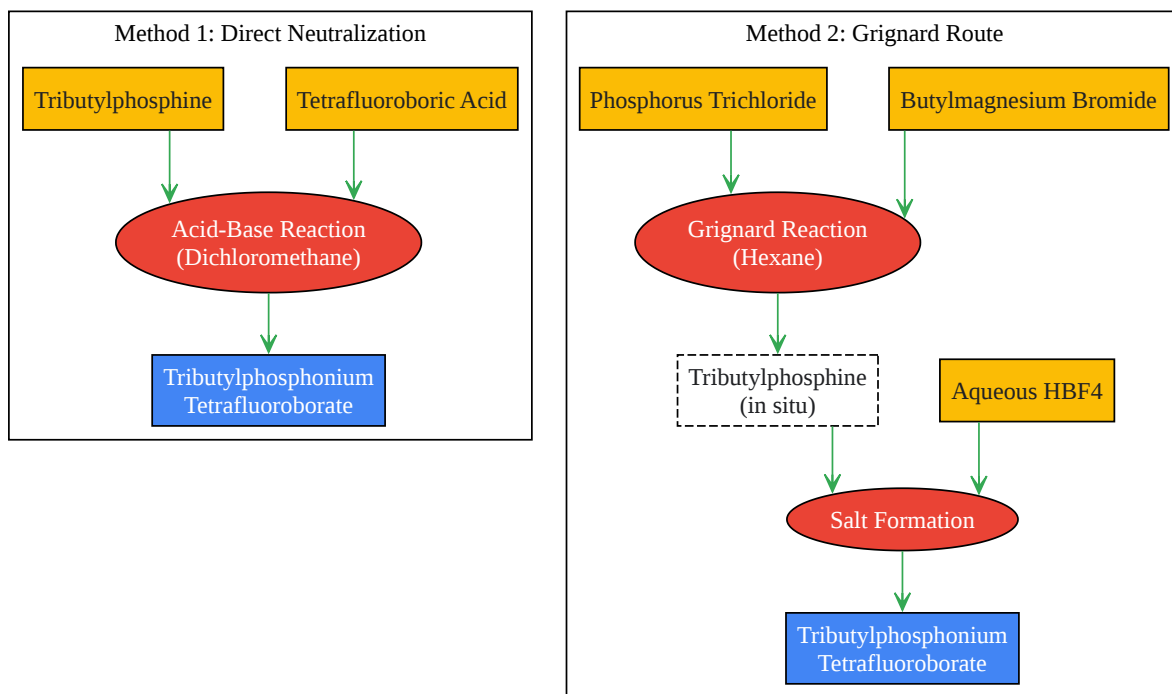 Method 1: Direct Neutralization
Tributylphosphine
Tetrafluoroboric Acid
Acid-Base Reaction
(Dichloromethane)
Tributylphosphonium
Tetrafluoroborate
Method 2: Grignard Route
Phosphorus Trichloride
Butylmagnesium Bromide
Grignard Reaction
(Hexane)
Tributylphosphine
(in situ)
Aqueous HBF4
Salt Formation
Tributylphosphonium
Tetrafluoroborate